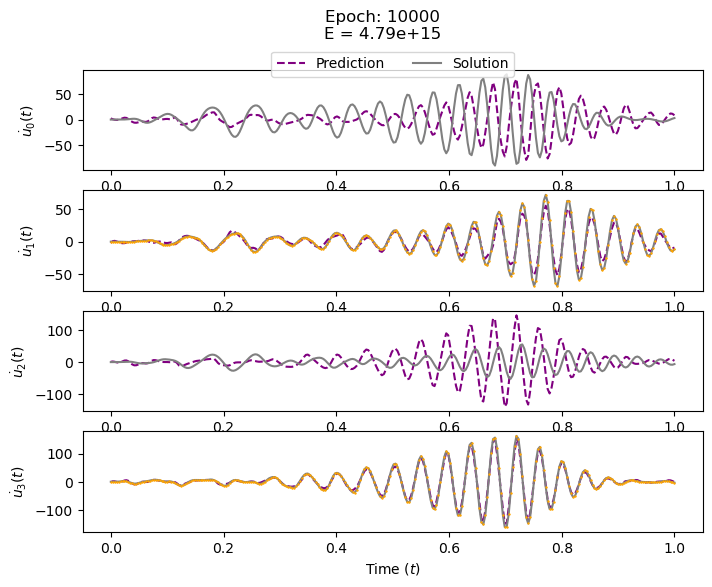 Epoch: 10000
E = 4.79e+15
Prediction Solution
u̇₀(t)
50
0
−50
0.0 0.2 0.4 0.6 0.8 1.0
u̇₁(t)
50
0
−50
0.0 0.2 0.4 0.6 0.8 1.0
u̇₂(t)
100
0
−100
0.0 0.2 0.4 0.6 0.8 1.0
u̇₃(t)
100
0
−100
0.0 0.2 0.4 0.6 0.8 1.0
Time (t)